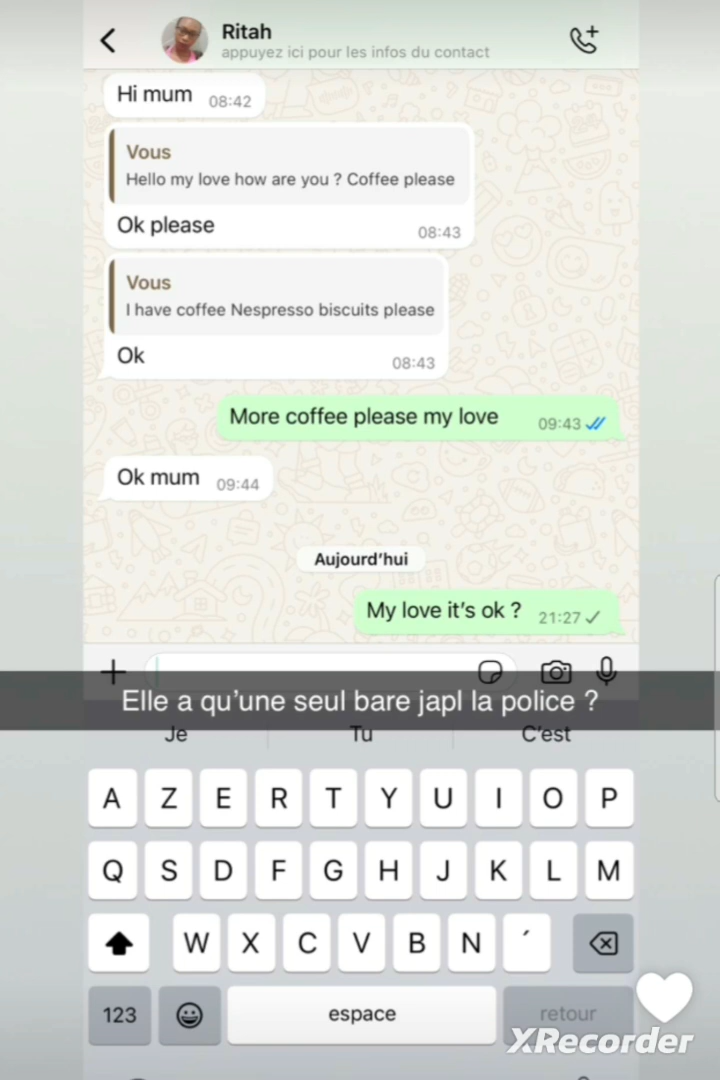 Ritah
appuyez ici pour les infos du contact
Hi mum 08:42
Vous
Hello my love how are you ? Coffee please
Ok please 08:43
Vous
I have coffee Nespresso biscuits please
Ok 08:43
More coffee please my love 09:43
Ok mum 09:44
Aujourd'hui
My love it's ok ? 21:27
Elle a qu'une seul bare japl la police ?
Je Tu C'est
A Z E R T Y U I O P
Q S D F G H J K L M
W X C V B N ´
123 espace retour
XRecorder